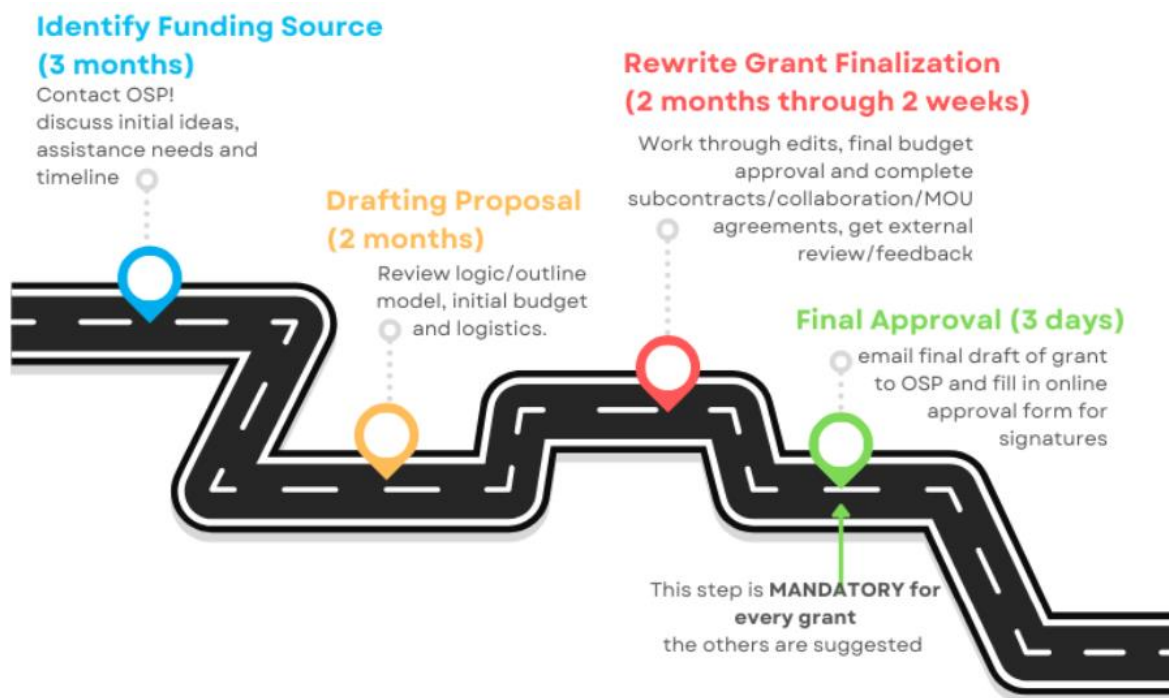 Identify Funding Source
(3 months)
Contact OSP!
discuss initial ideas,
assistance needs and
timeline
Drafting Proposal
(2 months)
Review logic/outline
model, initial budget
and logistics.
Rewrite Grant Finalization
(2 months through 2 weeks)
Work through edits, final budget
approval and complete
subcontracts/collaboration/MOU
agreements, get external
review/feedback
Final Approval (3 days)
email final draft of grant
to OSP and fill in online
approval form for
signatures
This step is MANDATORY for
every grant
the others are suggested